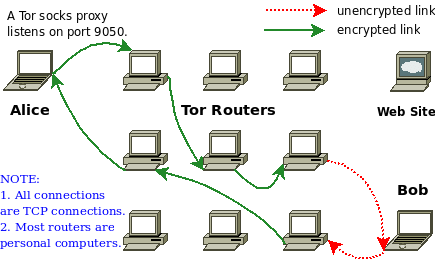 A Tor socks proxy
listens on port 9050.
unencrypted link
encrypted link
Alice
Tor Routers
Web Site
NOTE:
1. All connections
are TCP connections.
2. Most routers are
personal computers.
Bob